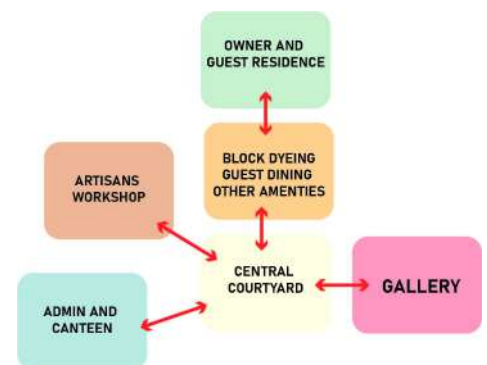 OWNER AND
GUEST RESIDENCE
BLOCK DYEING
GUEST DINING
OTHER AMENTIES
ARTISANS
WORKSHOP
CENTRAL
COURTYARD
GALLERY
ADMIN AND
CANTEEN